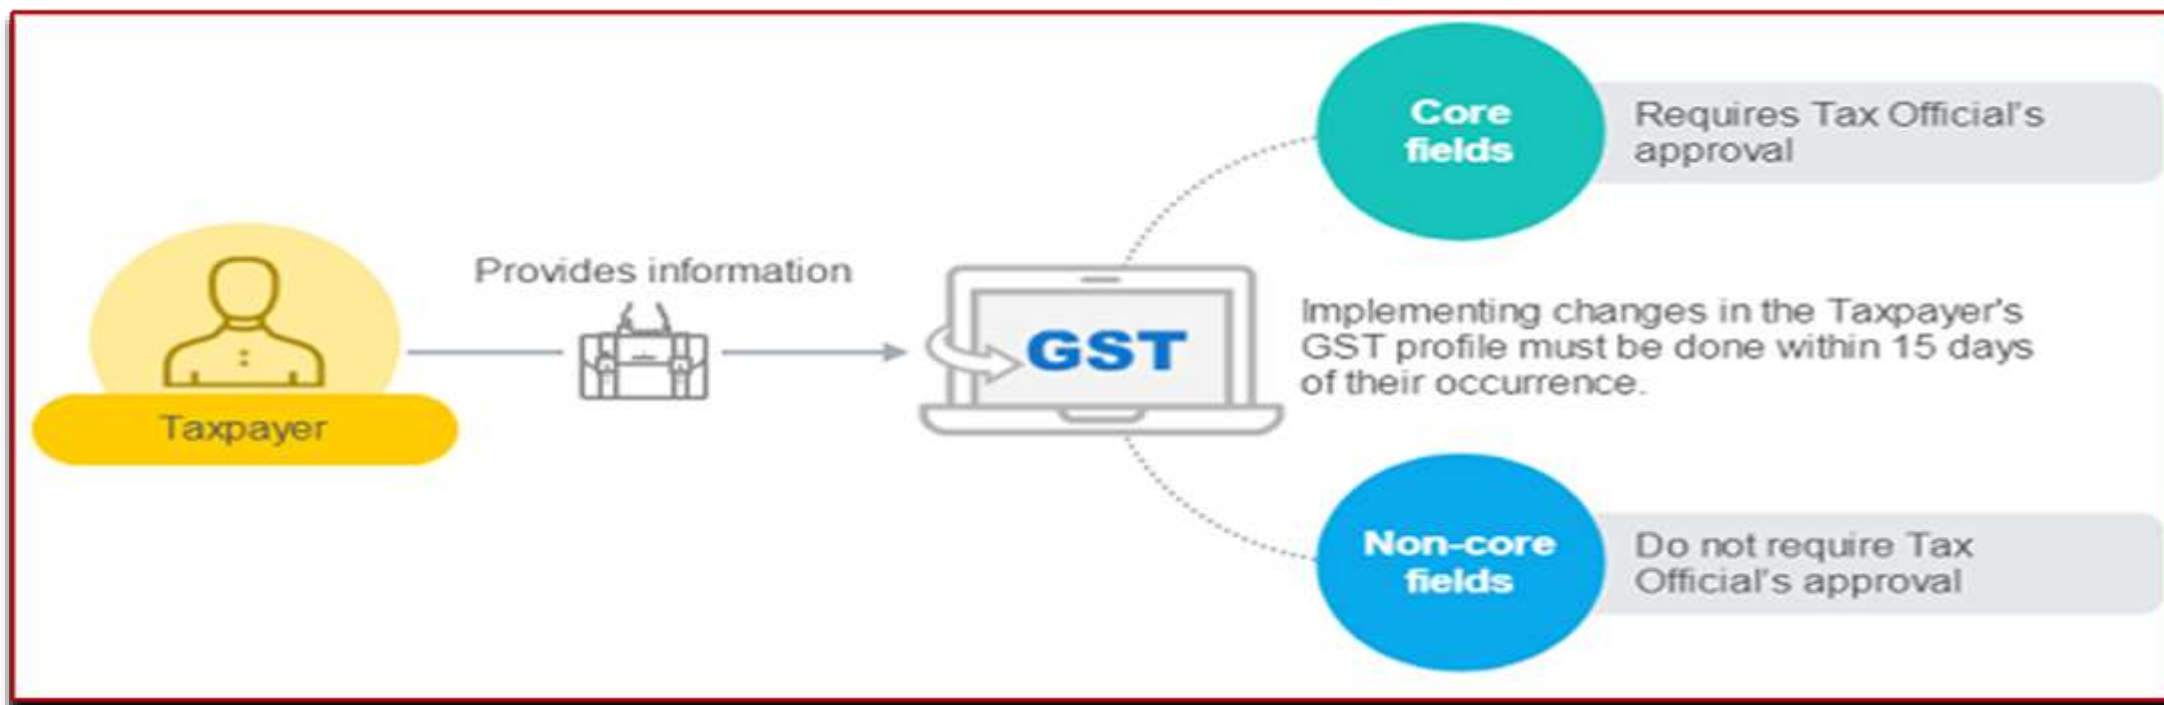 Taxpayer
Provides information
GST
Core
fields
Requires Tax Official's
approval
Implementing changes in the Taxpayer's
GST profile must be done within 15 days
of their occurrence.
Non-core
fields
Do not require Tax
Official's approval